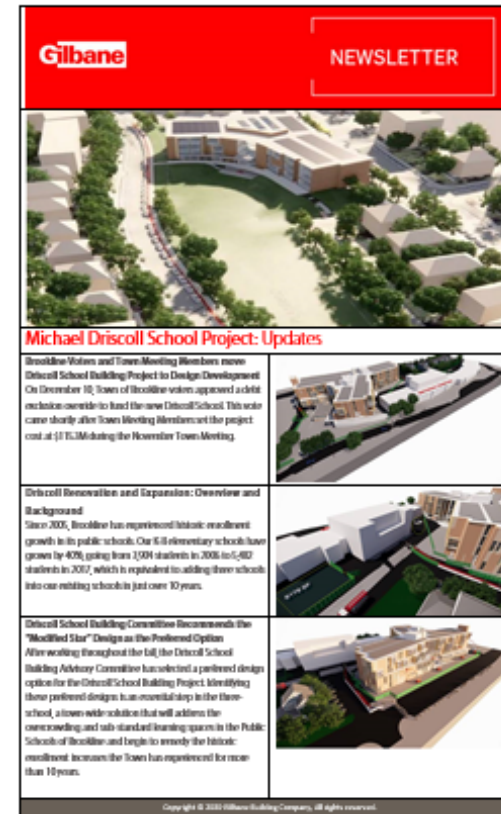 Gilbane
NEWSLETTER
Michael Driscoll School Project: Updates
Brookline Voters and Town Meeting Members move
Driscoll School Building Project to Design Development
On December 10, Town of Brookline voters approved a debt
exclusion override to fund the new Driscoll School. This vote
came shortly after Town Meeting Members set the project
cost at during the November Town Meeting.
Driscoll Renovation and Expansion: Overview and
Background
Since 2005, Brookline has experienced historic enrollment
growth in its public schools. Our K-8 elementary schools have
grown by 40%, going from students in 2006 to
students in 2017, which is equivalent to adding three schools
into our existing schools in just over 10 years.
Driscoll School Building Committee Recommends the
"Modified Star" Design as the Preferred Option
After working throughout the fall, the Driscoll School
Building Advisory Committee has selected a preferred design
option for the Driscoll School Building Project. Identifying
these preferred designs is an essential step in the three-
school, a town-wide solution that will address the
overcrowding and sub-standard learning spaces in the Public
Schools of Brookline and begin to remedy the historic
enrollment increases the Town has experienced for more
than 10 years.
Copyright © Gilbane Building Company, All rights reserved.